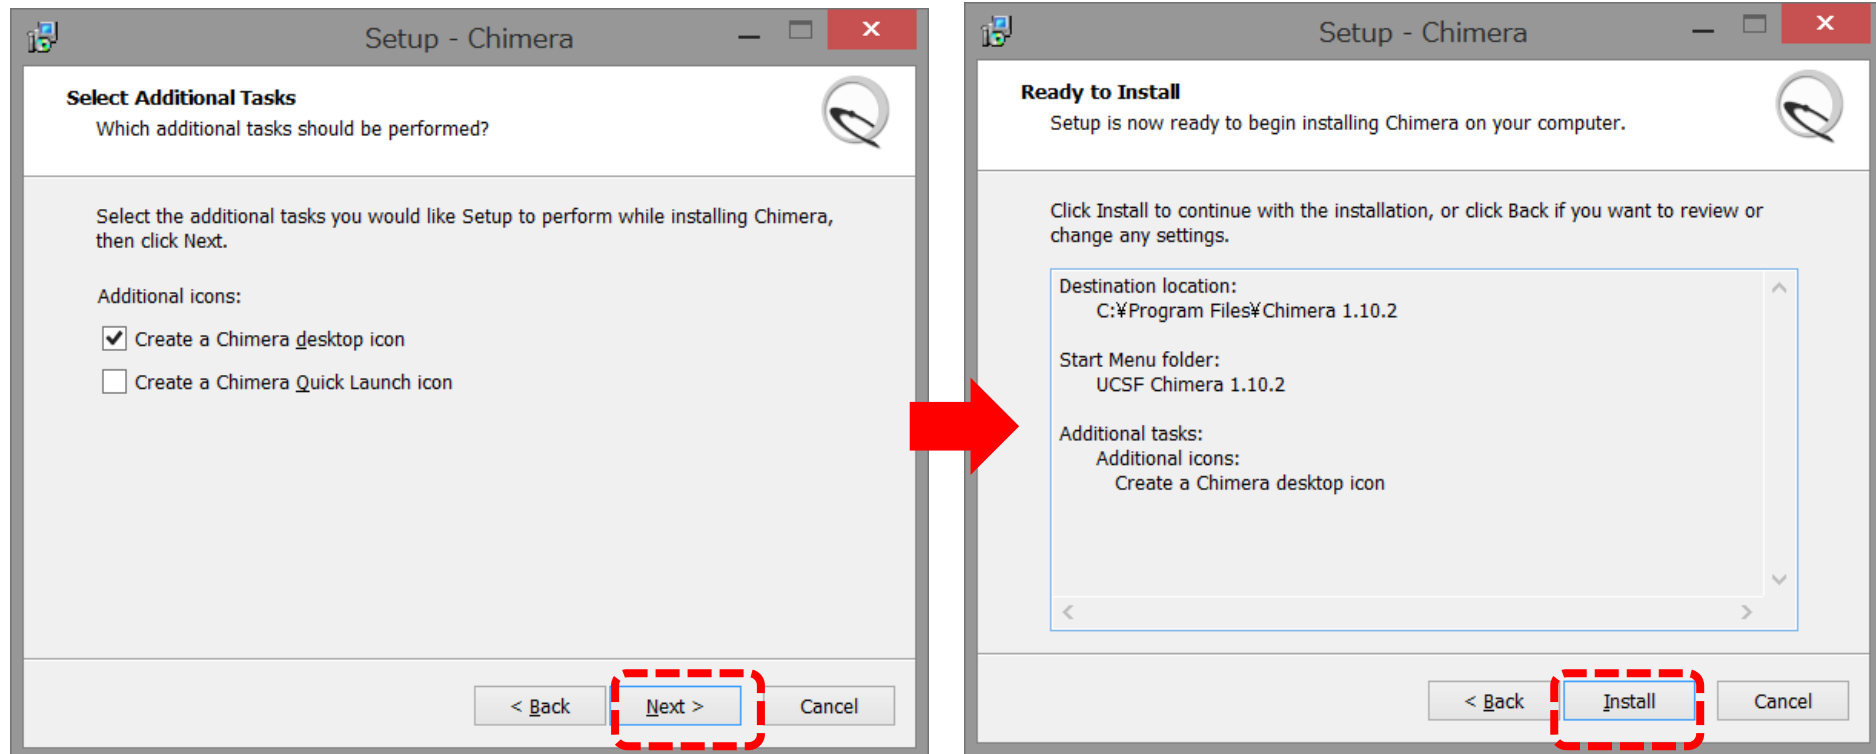 Setup - Chimera
Select Additional Tasks
Which additional tasks should be performed?
Select the additional tasks you would like Setup to perform while installing Chimera,
then click Next.
Additional icons:
Create a Chimera desktop icon
Create a Chimera Quick Launch icon
< Back
Next >
Cancel
Setup - Chimera
Ready to Install
Setup is now ready to begin installing Chimera on your computer.
Click Install to continue with the installation, or click Back if you want to review or
change any settings.
Destination location:
C:¥Program Files¥Chimera 1.10.2
Start Menu folder:
UCSF Chimera 1.10.2
Additional tasks:
Additional icons:
Create a Chimera desktop icon
< Back
Install
Cancel